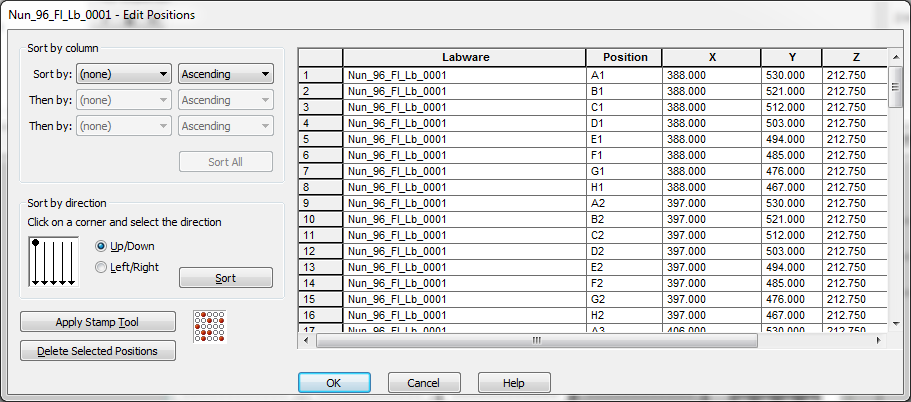 Nun_96_Fl_Lb_0001 - Edit Positions
Sort by column
Sort by: (none) Ascending
Then by: (none) Ascending
Then by: (none) Ascending
Sort All
Sort by direction
Click on a corner and select the direction
Up/Down
Left/Right
Sort
Apply Stamp Tool
Delete Selected Positions
Labware Position X Y Z
1 Nun_96_Fl_Lb_0001 A1 388.000 530.000 212.750
2 Nun_96_Fl_Lb_0001 B1 388.000 521.000 212.750
3 Nun_96_Fl_Lb_0001 C1 388.000 512.000 212.750
4 Nun_96_Fl_Lb_0001 D1 388.000 503.000 212.750
5 Nun_96_Fl_Lb_0001 E1 388.000 494.000 212.750
6 Nun_96_Fl_Lb_0001 F1 388.000 485.000 212.750
7 Nun_96_Fl_Lb_0001 G1 388.000 476.000 212.750
8 Nun_96_Fl_Lb_0001 H1 388.000 467.000 212.750
9 Nun_96_Fl_Lb_0001 A2 397.000 530.000 212.750
10 Nun_96_Fl_Lb_0001 B2 397.000 521.000 212.750
11 Nun_96_Fl_Lb_0001 C2 397.000 512.000 212.750
12 Nun_96_Fl_Lb_0001 D2 397.000 503.000 212.750
13 Nun_96_Fl_Lb_0001 E2 397.000 494.000 212.750
14 Nun_96_Fl_Lb_0001 F2 397.000 485.000 212.750
15 Nun_96_Fl_Lb_0001 G2 397.000 476.000 212.750
16 Nun_96_Fl_Lb_0001 H2 397.000 467.000 212.750
17 Nun_96_Fl_Lb_0001 A3 406.000 530.000 212.750
OK Cancel Help